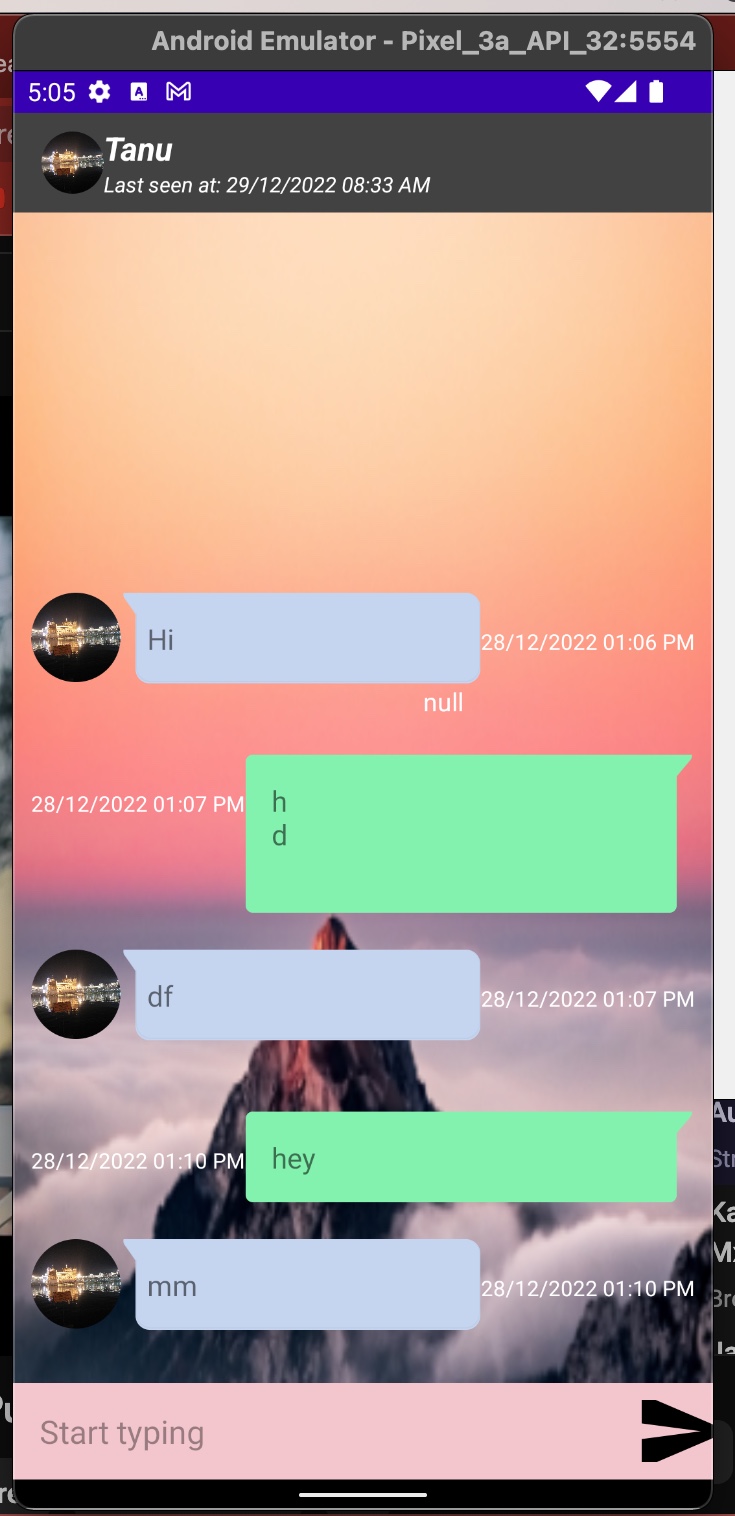 Android Emulator - Pixel_3a_API_32:5554
5:05
Tanu
Last seen at: 29/12/2022 08:33 AM
Hi
28/12/2022 01:06 PM
null
28/12/2022 01:07 PM
h
d
df
28/12/2022 01:07 PM
28/12/2022 01:10 PM
hey
mm
28/12/2022 01:10 PM
Start typing